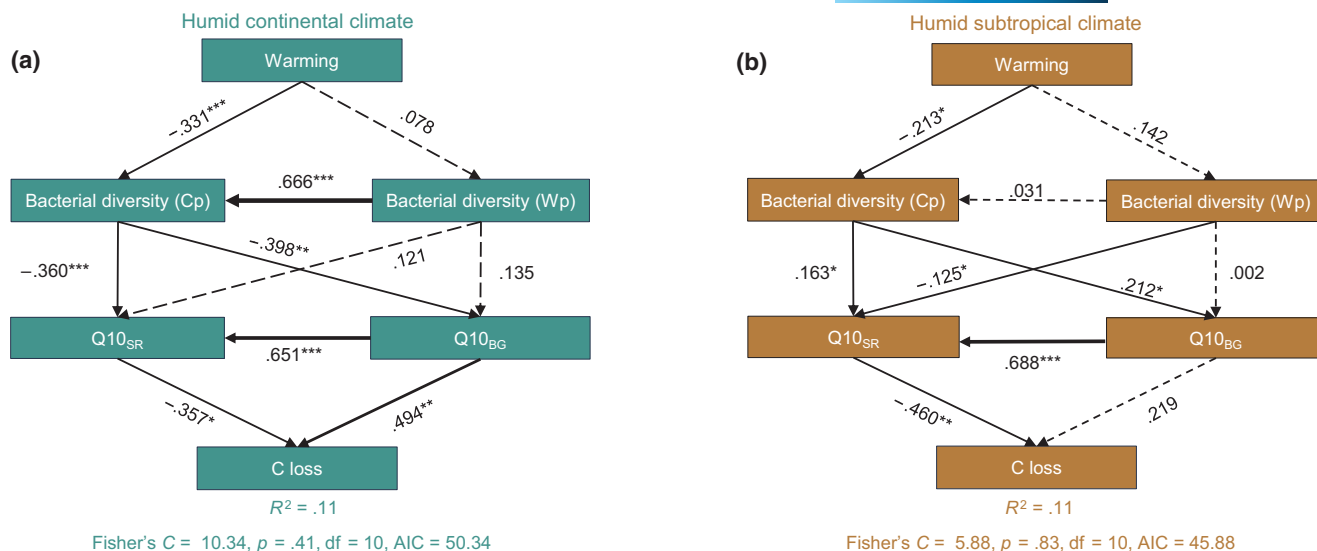 Humid continental climate
(a)
Warming
−.331***
.078
Bacterial diversity (Cp)
.666***
Bacterial diversity (Wp)
−.360***
−.398**
.121
.135
Q10SR
.651***
Q10BG
−.357*
.494**
C loss
R² = .11
Fisher's C = 10.34, p = .41, df = 10, AIC = 50.34
Humid subtropical climate
(b)
Warming
−.213*
.142
Bacterial diversity (Cp)
.031
Bacterial diversity (Wp)
.163*
−.125*
.212*
.002
Q10SR
.688***
Q10BG
−.460**
.219
C loss
R² = .11
Fisher's C = 5.88, p = .83, df = 10, AIC = 45.88